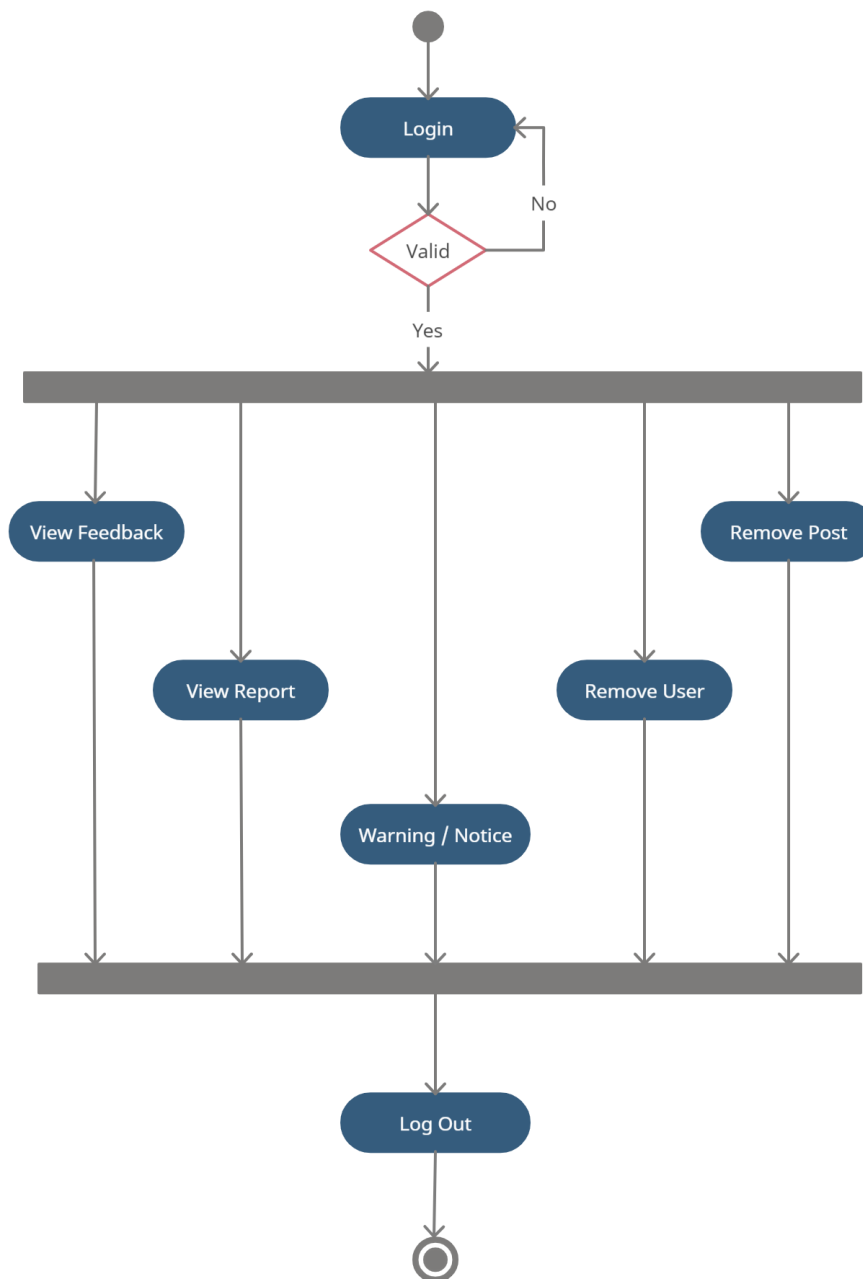 Login
No
Valid
Yes
View Feedback
Remove Post
View Report
Remove User
Warning / Notice
Log Out